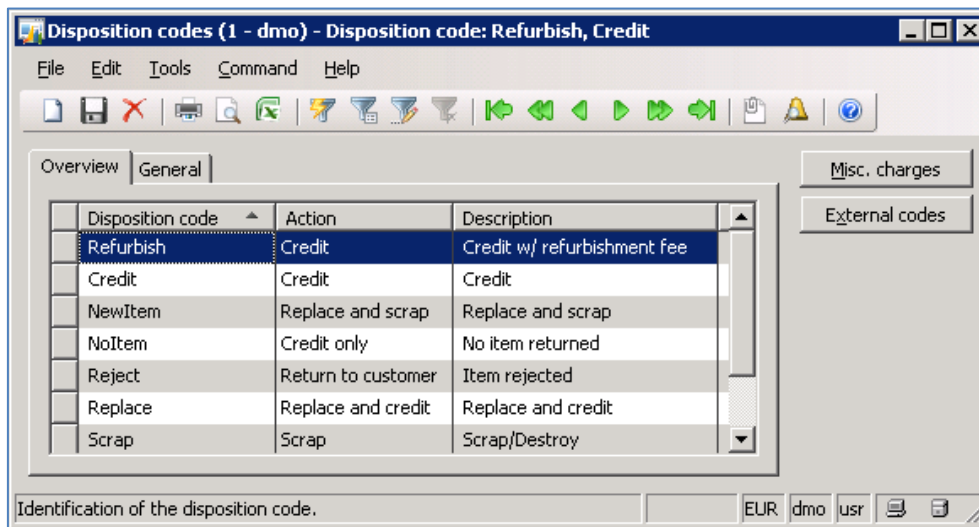 Disposition codes (1 - dmo) - Disposition code: Refurbish, Credit
File Edit Tools Command Help
Overview General
Misc. charges
External codes
Disposition code Action Description
Refurbish Credit Credit w/ refurbishment fee
Credit Credit Credit
NewItem Replace and scrap Replace and scrap
NoItem Credit only No item returned
Reject Return to customer Item rejected
Replace Replace and credit Replace and credit
Scrap Scrap Scrap/Destroy
Identification of the disposition code. EUR dmo usr